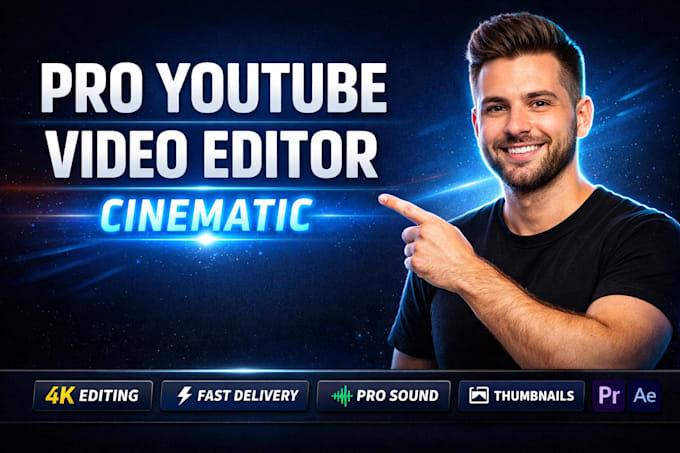 PRO YOUTUBE
VIDEO EDITOR
CINEMATIC
4K EDITING
FAST DELIVERY
PRO SOUND
THUMBNAILS
Pr
Ae